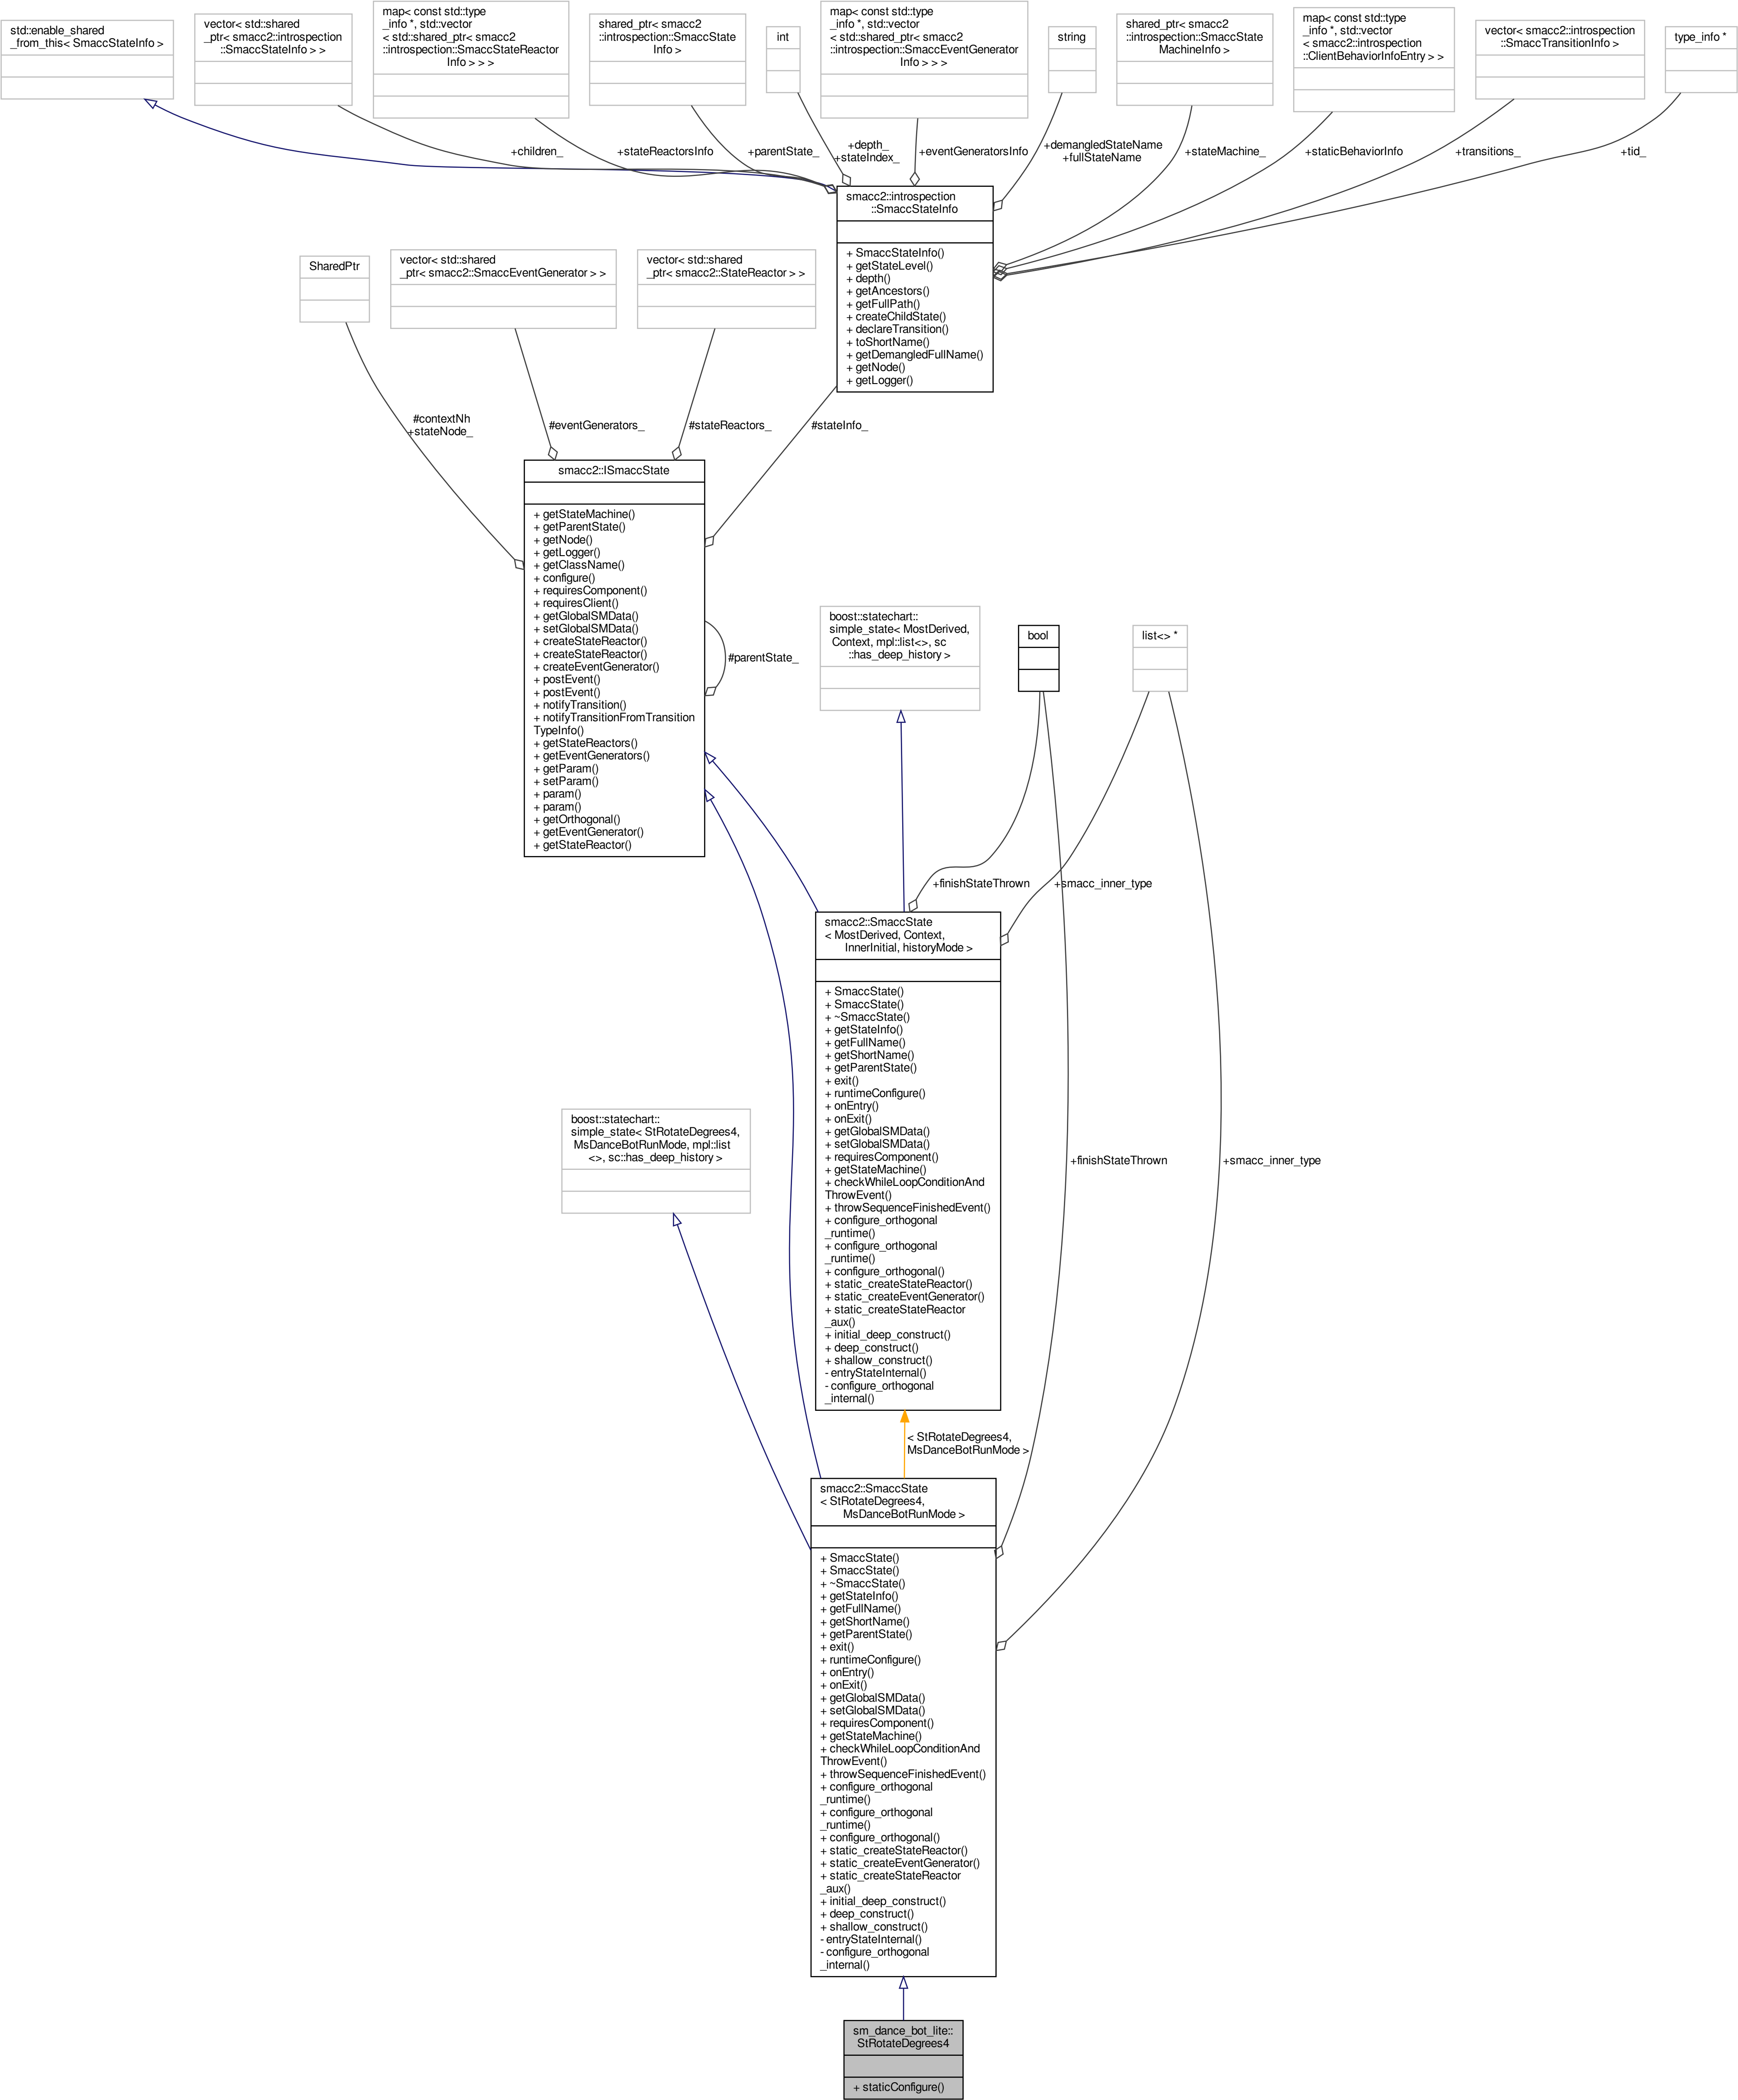 std::enable_shared
_from_this< SmaccStateInfo >
vector< std::shared
_ptr< smacc2::introspection
::SmaccStateInfo > >
map< const std::type
_info *, std::vector
< std::shared_ptr< smacc2
::introspection::SmaccStateReactor
Info > > >
shared_ptr< smacc2
::introspection::SmaccState
Info >
int
map< const std::type
_info *, std::vector
< std::shared_ptr< smacc2
::introspection::SmaccEventGenerator
Info > > >
string
shared_ptr< smacc2
::introspection::SmaccState
MachineInfo >
map< const std::type
_info *, std::vector
< smacc2::introspection
::ClientBehaviorInfoEntry > >
vector< smacc2::introspection
::SmaccTransitionInfo >
type_info *
+children_
+stateReactorsInfo
+parentState_
+depth_
+stateIndex_
+eventGeneratorsInfo
+demangledStateName
+fullStateName
+stateMachine_
+staticBehaviorInfo
+transitions_
+tid_
smacc2::introspection
::SmaccStateInfo
+ SmaccStateInfo()
+ getStateLevel()
+ depth()
+ getAncestors()
+ getFullPath()
+ createChildState()
+ declareTransition()
+ toShortName()
+ getDemangledFullName()
+ getNode()
+ getLogger()
SharedPtr
vector< std::shared
_ptr< smacc2::SmaccEventGenerator > >
vector< std::shared
_ptr< smacc2::StateReactor > >
#contextNh
+stateNode_
#eventGenerators_
#stateReactors_
#stateInfo_
smacc2::ISmaccState
+ getStateMachine()
+ getParentState()
+ getNode()
+ getLogger()
+ getClassName()
+ configure()
+ requiresComponent()
+ requiresClient()
+ getGlobalSMData()
+ setGlobalSMData()
+ createStateReactor()
+ createStateReactor()
+ createEventGenerator()
+ postEvent()
+ postEvent()
+ notifyTransition()
+ notifyTransitionFromTransition
TypeInfo()
+ getStateReactors()
+ getEventGenerators()
+ getParam()
+ setParam()
+ param()
+ param()
+ getOrthogonal()
+ getEventGenerator()
+ getStateReactor()
#parentState_
boost::statechart::
simple_state< MostDerived,
Context, mpl::list<>, sc
::has_deep_history >
bool
list<> *
+finishStateThrown
+smacc_inner_type
smacc2::SmaccState
< MostDerived, Context,
InnerInitial, historyMode >
+ SmaccState()
+ SmaccState()
+ ~SmaccState()
+ getStateInfo()
+ getFullName()
+ getShortName()
+ getParentState()
+ exit()
+ runtimeConfigure()
+ onEntry()
+ onExit()
+ getGlobalSMData()
+ setGlobalSMData()
+ requiresComponent()
+ getStateMachine()
+ checkWhileLoopConditionAnd
ThrowEvent()
+ throwSequenceFinishedEvent()
+ configure_orthogonal
_runtime()
+ configure_orthogonal
_runtime()
+ configure_orthogonal()
+ static_createStateReactor()
+ static_createEventGenerator()
+ static_createStateReactor
_aux()
+ initial_deep_construct()
+ deep_construct()
+ shallow_construct()
- entryStateInternal()
- configure_orthogonal
_internal()
boost::statechart::
simple_state< StRotateDegrees4,
MsDanceBotRunMode, mpl::list
<>, sc::has_deep_history >
+finishStateThrown
+smacc_inner_type
< StRotateDegrees4,
MsDanceBotRunMode >
smacc2::SmaccState
< StRotateDegrees4,
MsDanceBotRunMode >
+ SmaccState()
+ SmaccState()
+ ~SmaccState()
+ getStateInfo()
+ getFullName()
+ getShortName()
+ getParentState()
+ exit()
+ runtimeConfigure()
+ onEntry()
+ onExit()
+ getGlobalSMData()
+ setGlobalSMData()
+ requiresComponent()
+ getStateMachine()
+ checkWhileLoopConditionAnd
ThrowEvent()
+ throwSequenceFinishedEvent()
+ configure_orthogonal
_runtime()
+ configure_orthogonal
_runtime()
+ configure_orthogonal()
+ static_createStateReactor()
+ static_createEventGenerator()
+ static_createStateReactor
_aux()
+ initial_deep_construct()
+ deep_construct()
+ shallow_construct()
- entryStateInternal()
- configure_orthogonal
_internal()
sm_dance_bot_lite::
StRotateDegrees4
+ staticConfigure()